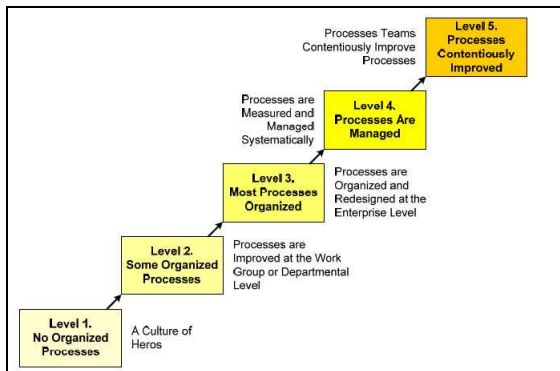 Processes Teams
Contentiously Improve
Processes
Level 5.
Processes
Contentiously
Improved
Processes are
Measured and
Managed
Systematically
Level 4.
Processes Are
Managed
Level 3.
Most Processes
Organized
Processes are
Organized and
Redesigned at the
Enterprise Level
Level 2.
Some Organized
Processes
Processes are
Improved at the Work
Group or Departmental
Level
Level 1.
No Organized
Processes
A Culture of
Heros